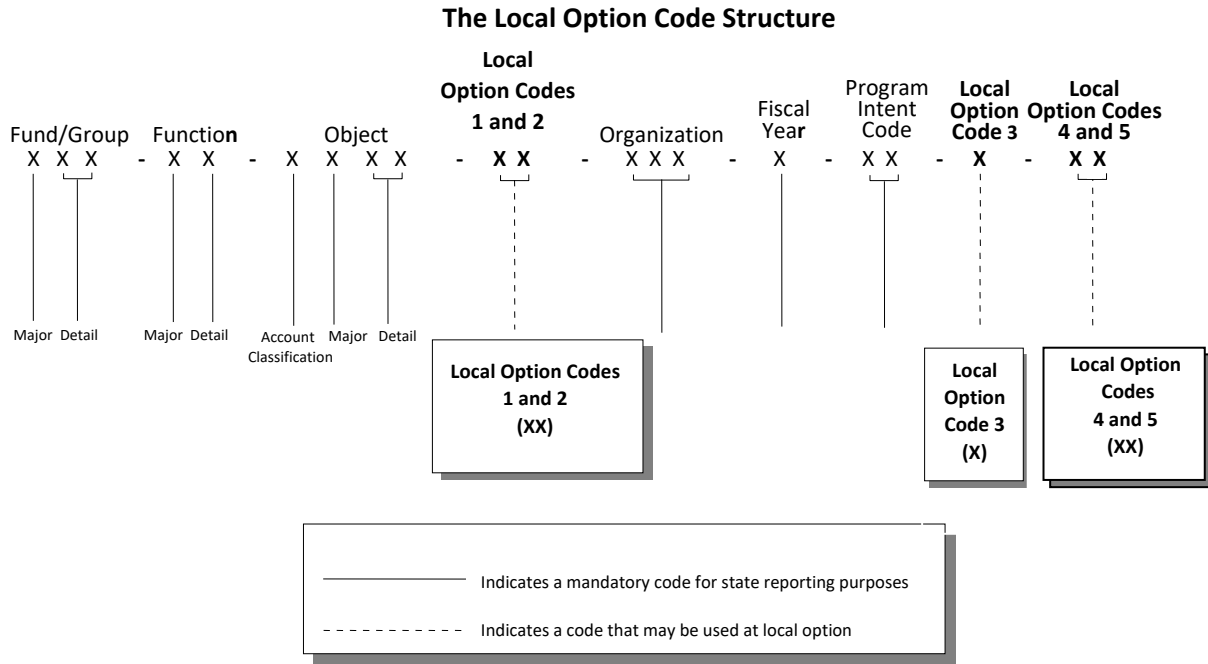 The Local Option Code Structure
Local
Option Codes
1 and 2
Program
Intent
Code
Local
Option
Code 3
Local
Option Codes
4 and 5
Fiscal
Year
Fund/Group
Function
Object
Organization
X X X - X X - X X X X - X X - X X X - X - X X - X - X X
Major Detail
Major Detail
Account
Classification
Major Detail
Local Option Codes
1 and 2
(XX)
Local
Option
Code 3
(X)
Local Option
Codes
4 and 5
(XX)
Indicates a mandatory code for state reporting purposes
Indicates a code that may be used at local option